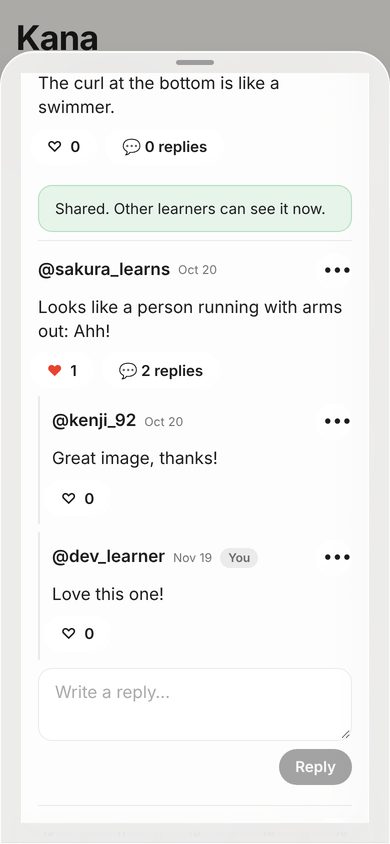 Kana
The curl at the bottom is like a
swimmer.
0
0 replies
Shared. Other learners can see it now.
@sakura_learns Oct 20
Looks like a person running with arms
out: Ahh!
1
2 replies
@kenji_92 Oct 20
Great image, thanks!
0
@dev_learner Nov 19 You
Love this one!
0
Write a reply...
Reply